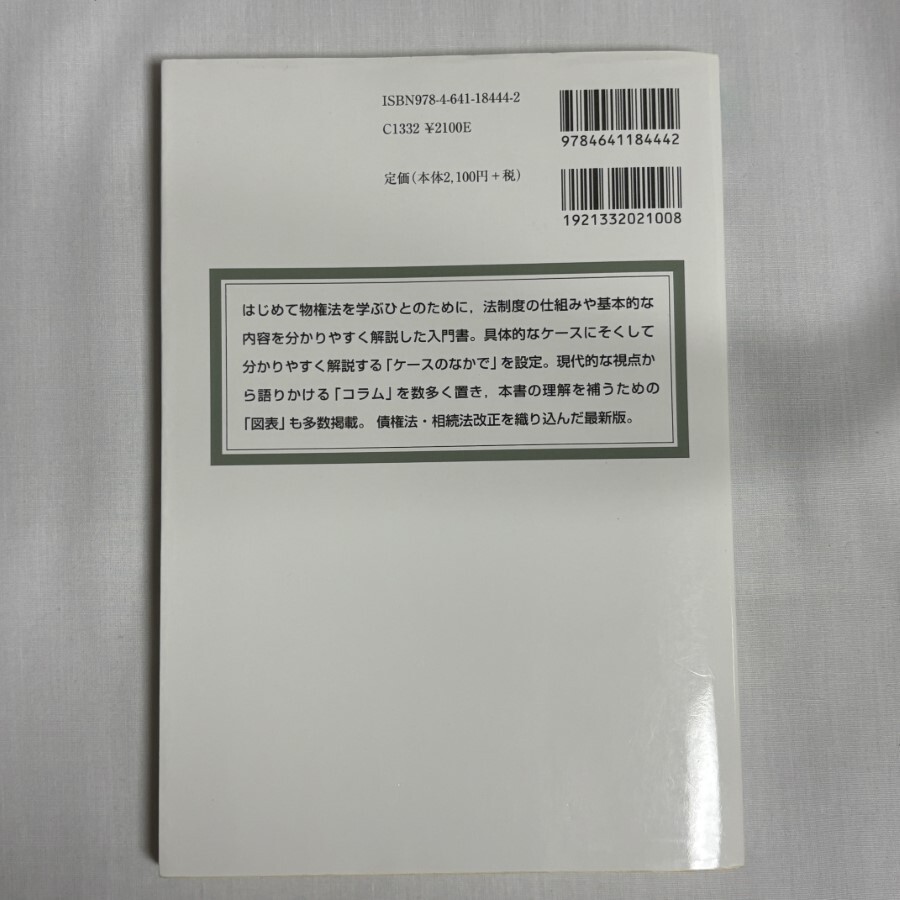 ISBN978-4-641-18444-2
C1332 ¥2100E
定価(本体2,100円+税)
9784641184442
1921332021008
はじめて物権法を学ぶひとのために，法制度の仕組みや基本的な
内容を分かりやすく解説した入門書。具体的なケースにそくして
分かりやすく解説する「ケースのなかで」を設定。現代的な視点か
ら語りかける「コラム」を数多く置き，本書の理解を補うための
「図表」も多数掲載。 債権法・相続法改正を織り込んだ最新版。